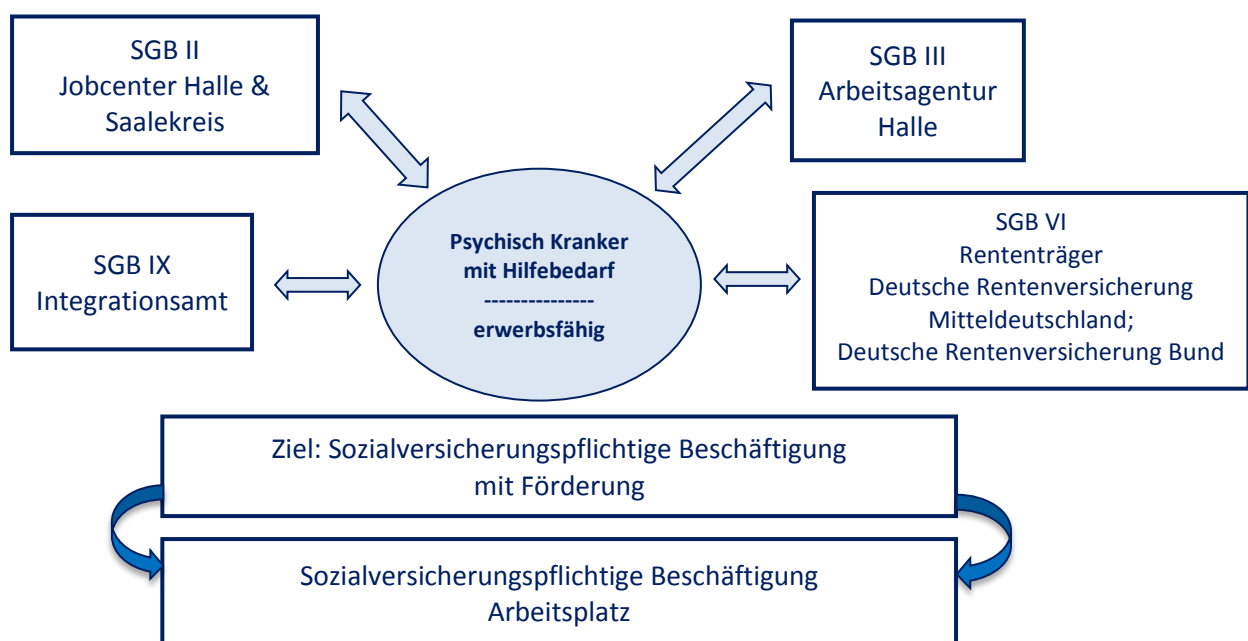 SGB II
Jobcenter Halle &
Saalekreis
SGB III
Arbeitsagentur
Halle
Psychisch Kranker
mit Hilfebedarf
---------------
erwerbsfähig
SGB IX
Integrationsamt
SGB VI
Rententräger
Deutsche Rentenversicherung
Mitteldeutschland;
Deutsche Rentenversicherung Bund
Ziel: Sozialversicherungspflichtige Beschäftigung
mit Förderung
Sozialversicherungspflichtige Beschäftigung
Arbeitsplatz